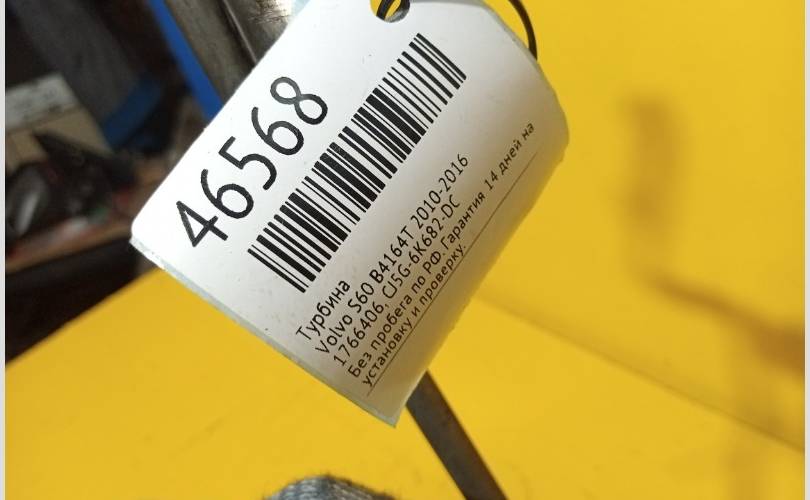 46568
Турбина
Volvo S60 B4164T 2010-2016
1766406, CJ5G-6K682-DC
Без пробега по РФ. Гарантия 14 дней на
установку и проверку.